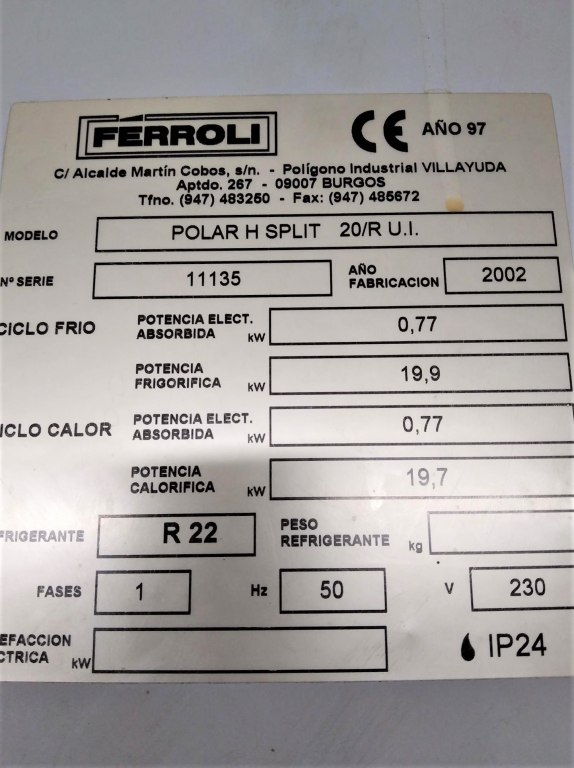 FERROLI CE AÑO 97
C/ Alcalde Martín Cobos, s/n. - Polígono Industrial VILLAYUDA
Aptdo. 267 - 09007 BURGOS
Tfno. (947) 483250 - Fax: (947) 485672
MODELO POLAR H SPLIT 20/R U.I.
Nº SERIE 11135 AÑO FABRICACION 2002
CICLO FRIO POTENCIA ELECT. ABSORBIDA kW 0,77
POTENCIA FRIGORIFICA kW 19,9
ICLO CALOR POTENCIA ELECT. ABSORBIDA kW 0,77
POTENCIA CALORIFICA kW 19,7
FRIGERANTE R 22 PESO REFRIGERANTE kg
FASES 1 Hz 50 V 230
EFACCION
CTRICA kW IP24